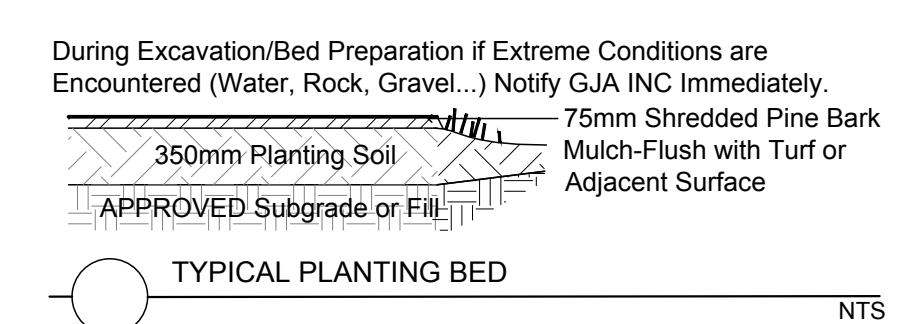 During Excavation/Bed Preparation if Extreme Conditions are
Encountered (Water, Rock, Gravel...) Notify GJA INC Immediately.
75mm Shredded Pine Bark
Mulch-Flush with Turf or
Adjacent Surface
350mm Planting Soil
APPROVED Subgrade or Fill
TYPICAL PLANTING BED
NTS